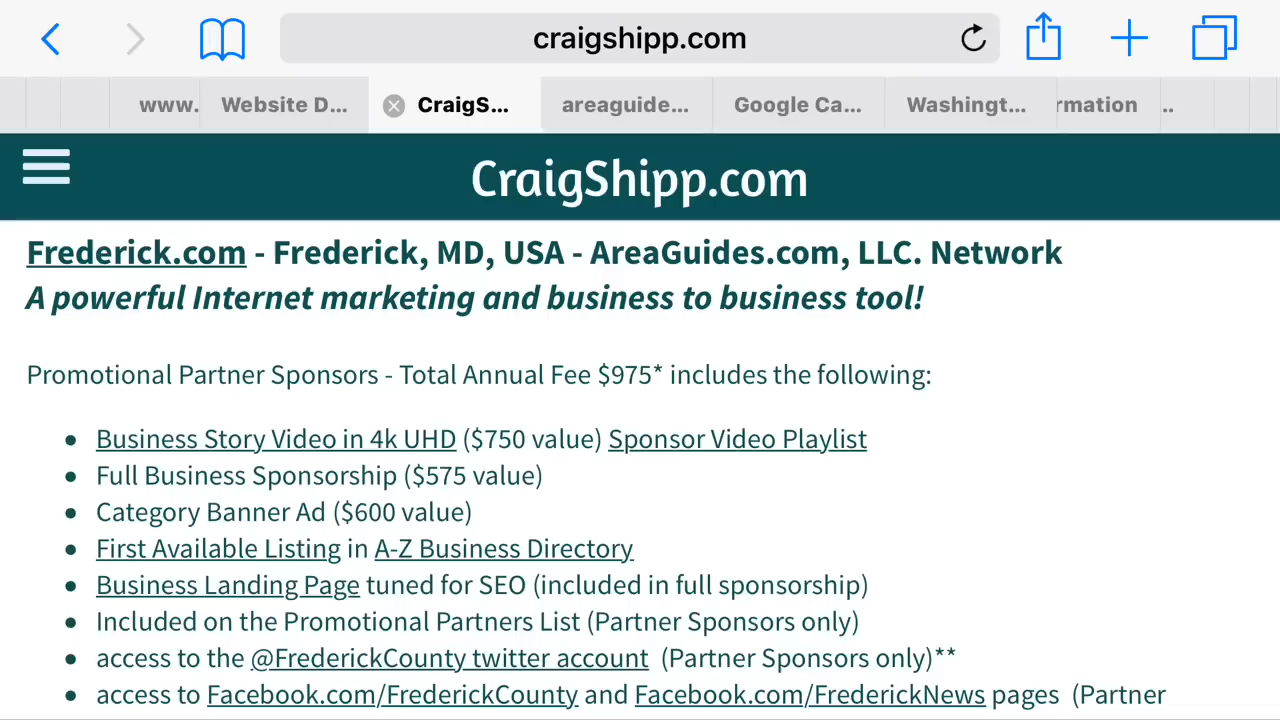 craigshipp.com
www. Website D... CraigS... areaguide... Google Ca... Washingt... rmation ..
CraigShipp.com
Frederick.com - Frederick, MD, USA - AreaGuides.com, LLC. Network
A powerful Internet marketing and business to business tool!
Promotional Partner Sponsors - Total Annual Fee $975* includes the following:
• Business Story Video in 4k UHD ($750 value) Sponsor Video Playlist
• Full Business Sponsorship ($575 value)
• Category Banner Ad ($600 value)
• First Available Listing in A-Z Business Directory
• Business Landing Page tuned for SEO (included in full sponsorship)
• Included on the Promotional Partners List (Partner Sponsors only)
• access to the @FrederickCounty twitter account (Partner Sponsors only)**
• access to Facebook.com/FrederickCounty and Facebook.com/FrederickNews pages (Partner